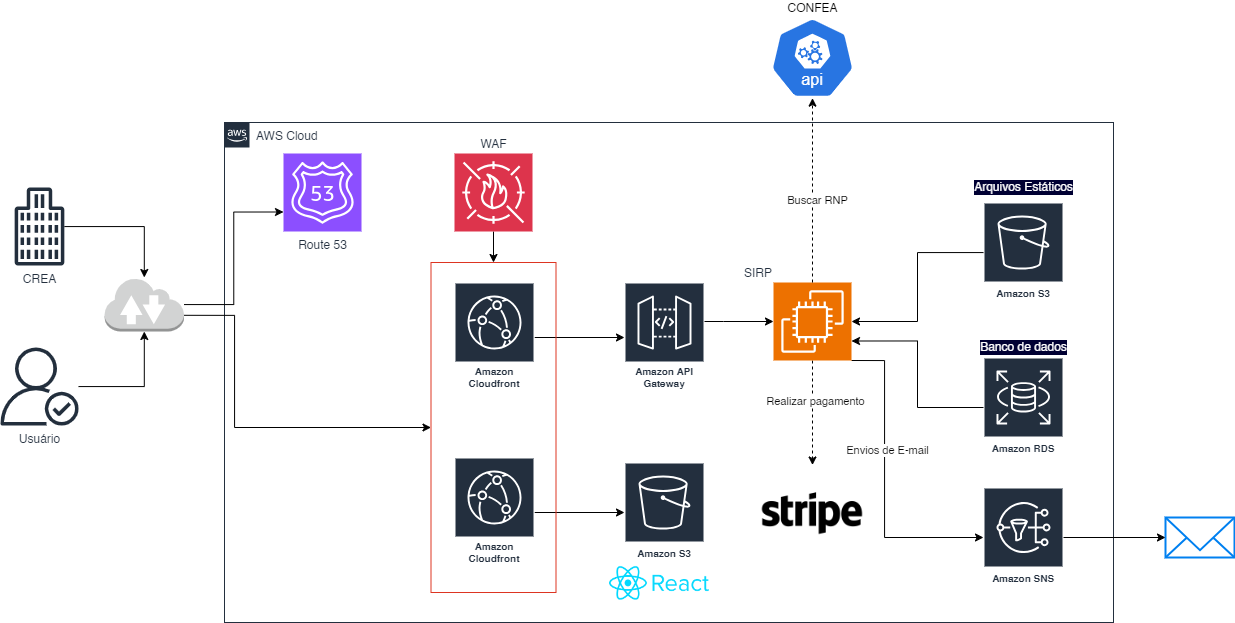 CONFEA
api
aws
AWS Cloud
WAF
53
Route 53
Buscar RNP
Arquivos Estáticos
CREA
SIRP
Amazon S3
</>
Amazon
Cloudfront
Amazon API
Gateway
Banco de dados
Realizar pagamento
Usuário
Envios de E-mail
Amazon RDS
stripe
Amazon
Cloudfront
Amazon S3
React
Amazon SNS